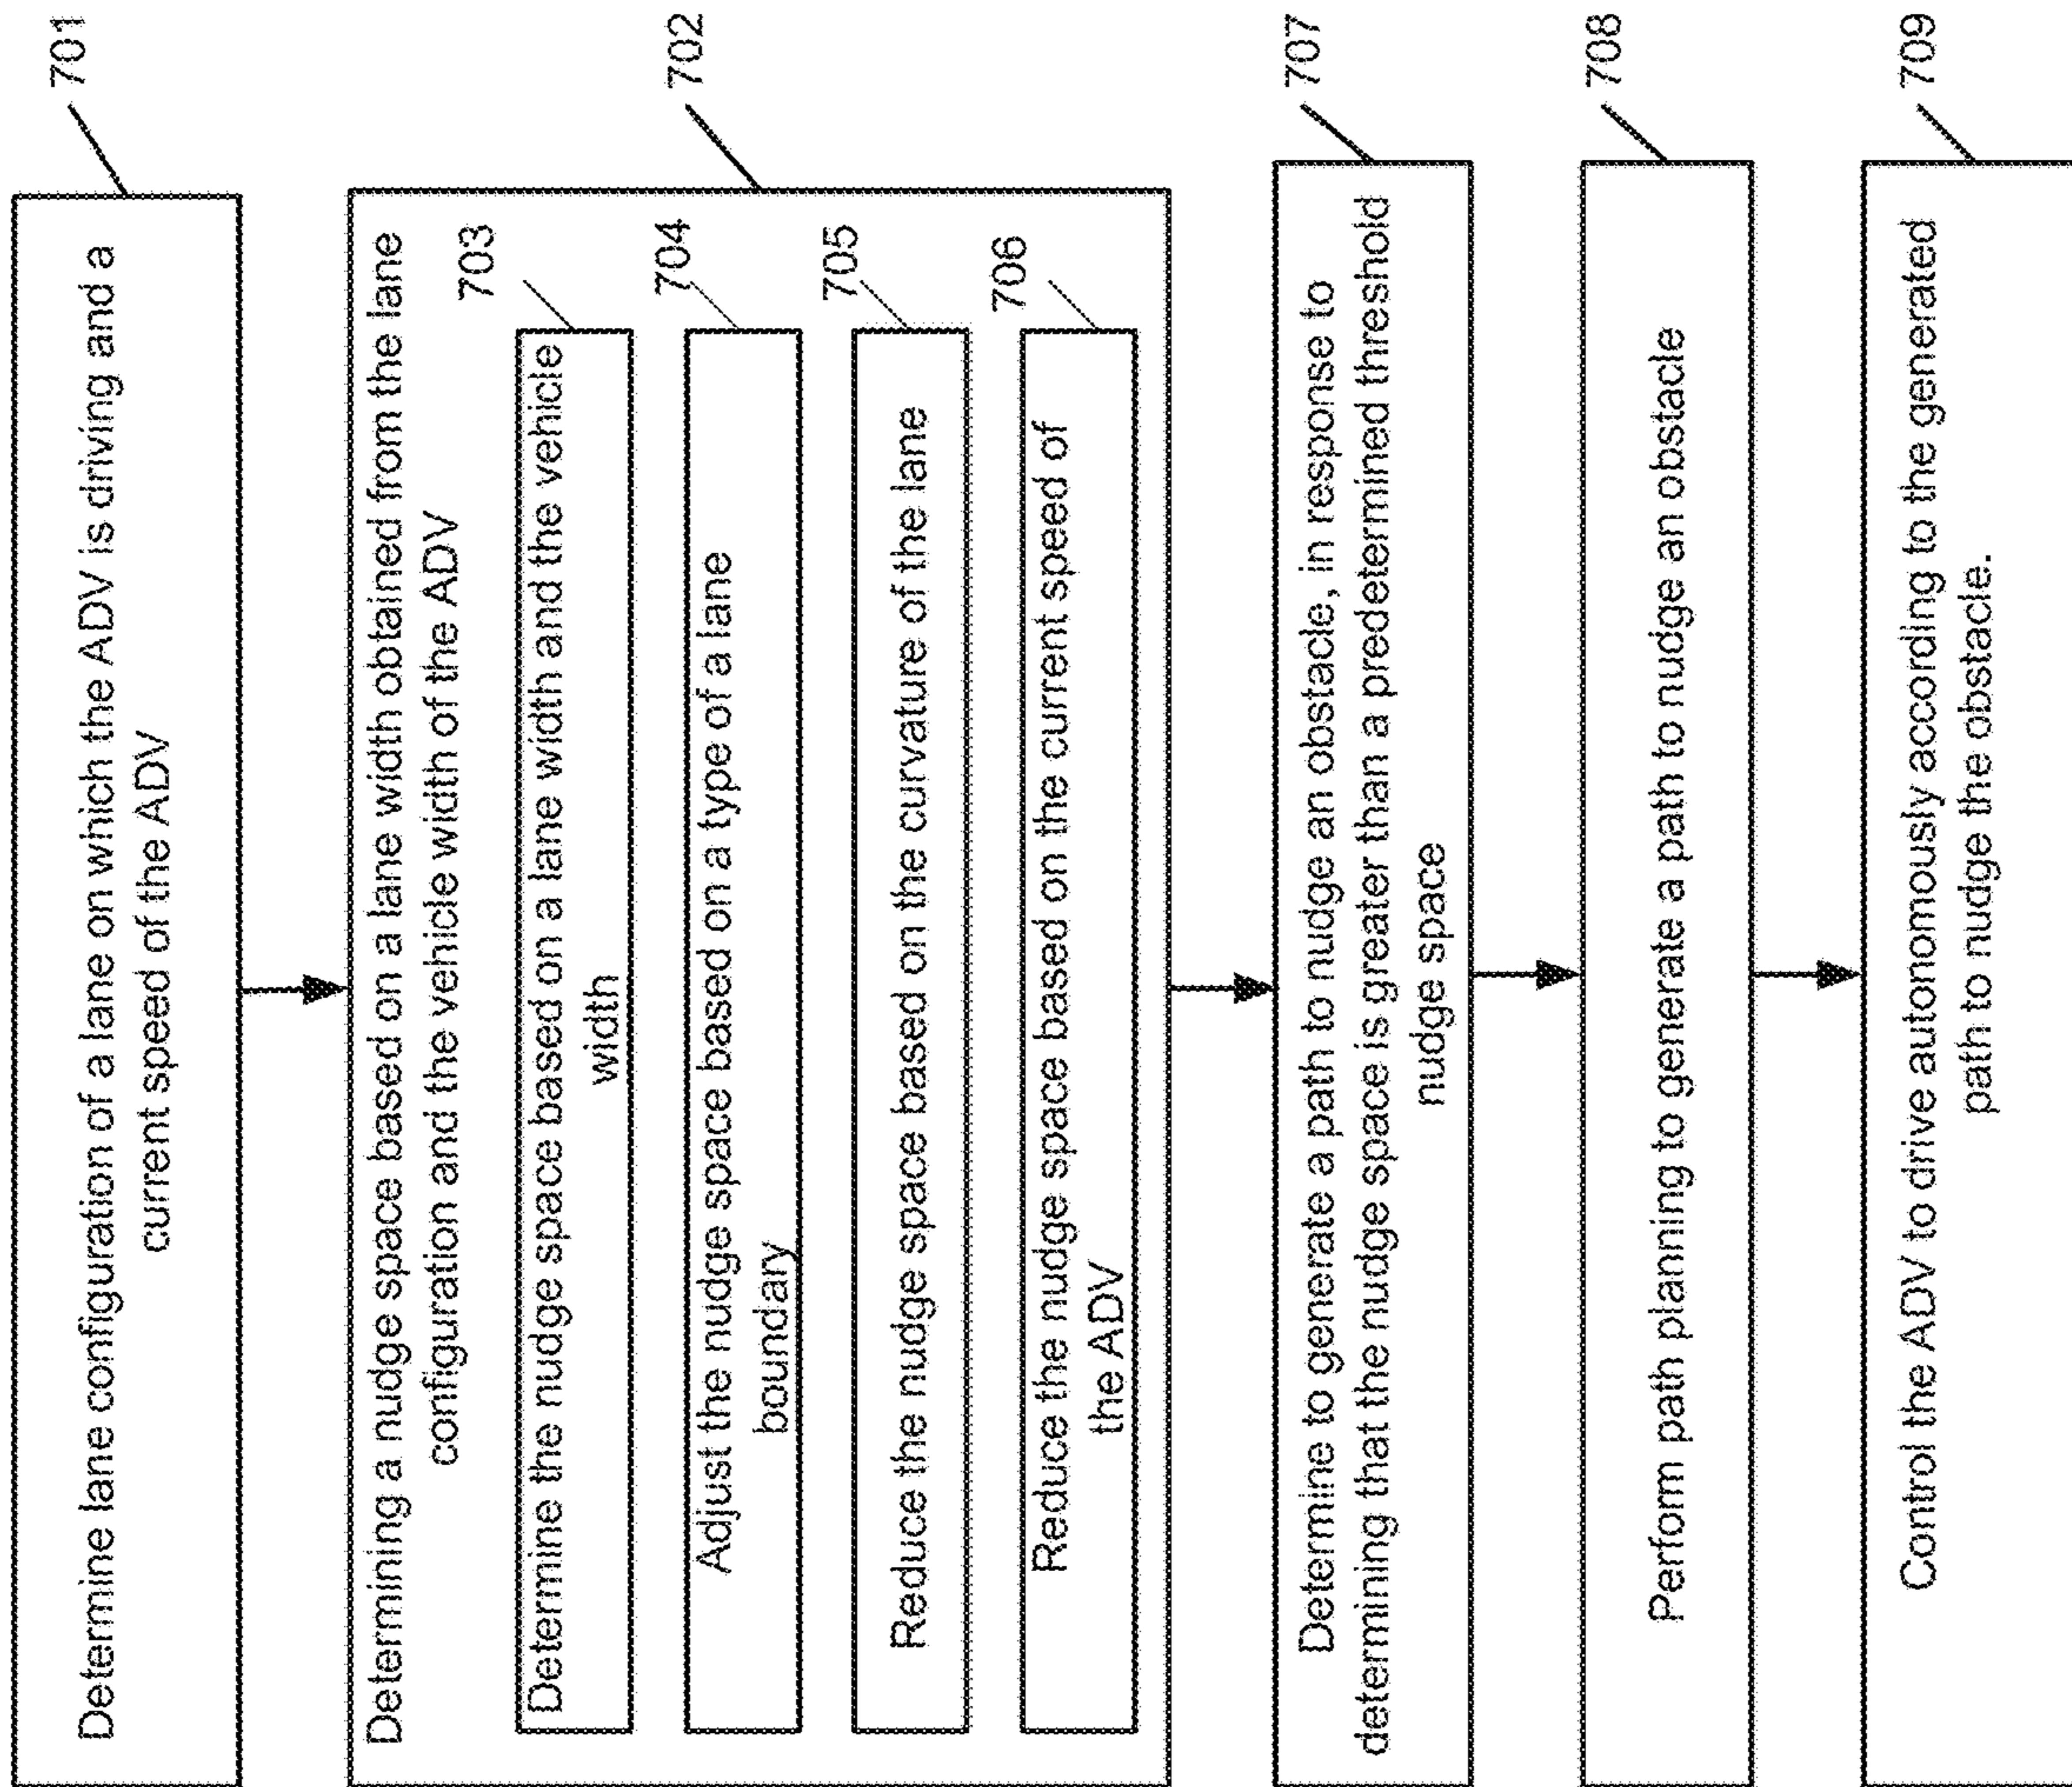 701
Determine lane configuration of a lane on which the ADV is driving and a
current speed of the ADV
702
Determining a nudge space based on a lane width obtained from the lane
configuration and the vehicle width of the ADV
703
Determine the nudge space based on a lane width and the vehicle
width
704
Adjust the nudge space based on a type of a lane
boundary
705
Reduce the nudge space based on the curvature of the lane
706
Reduce the nudge space based on the current speed of
the ADV
707
Determine to generate a path to nudge an obstacle, in response to
determining that the nudge space is greater than a predetermined threshold
nudge space
708
Perform path planning to generate a path to nudge an obstacle
709
Control the ADV to drive autonomously according to the generated
path to nudge the obstacle.